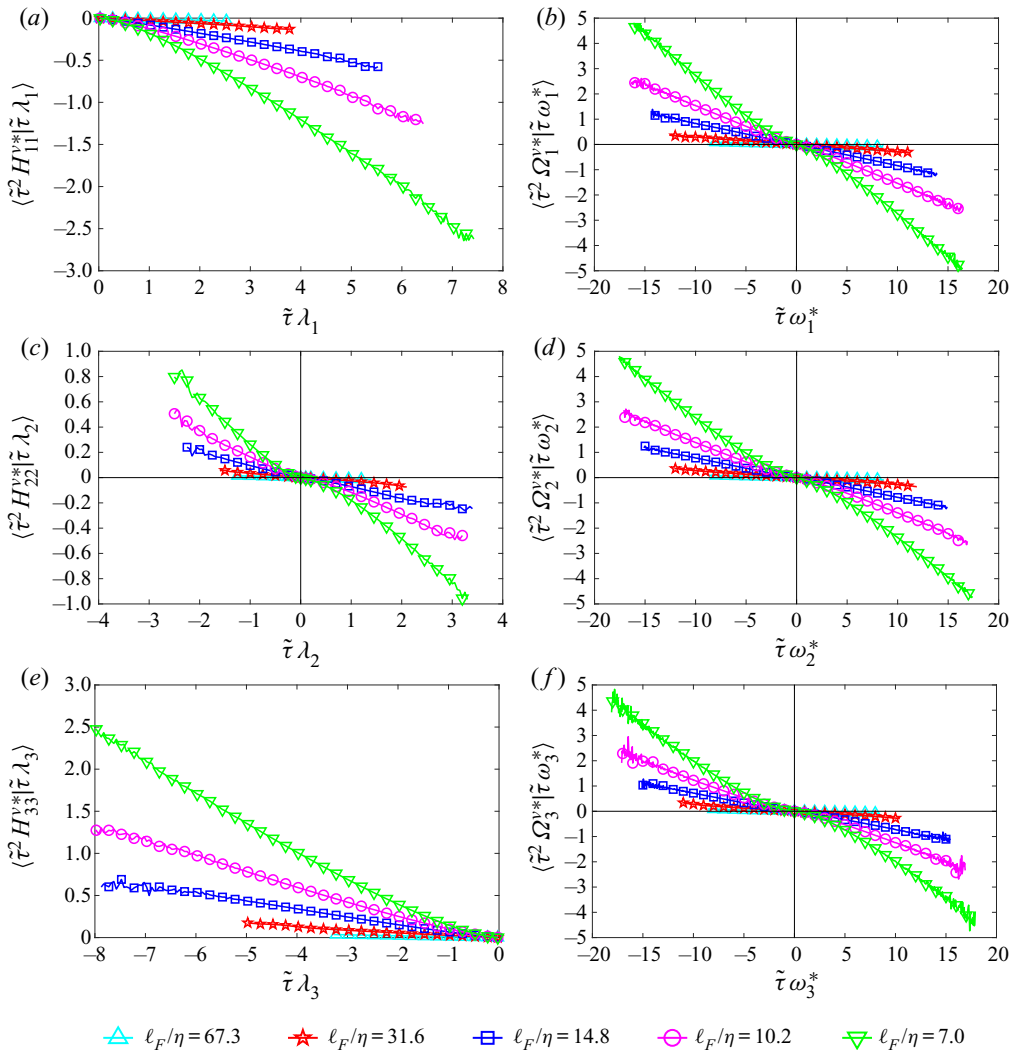 (a)
0
−0.5
−1.0
−1.5
−2.0
−2.5
−3.0
0 1 2 3 4 5 6 7 8
⟨τ̃² H₁₁^{v*}|τ̃ λ₁⟩
τ̃ λ₁
(b)
5
4
3
2
1
0
−1
−2
−3
−4
−5
−20 −15 −10 −5 0 5 10 15 20
⟨τ̃² Ω₁^{v*}|τ̃ω₁*⟩
τ̃ ω₁*
(c)
1.0
0.8
0.6
0.4
0.2
0
−0.2
−0.4
−0.6
−0.8
−1.0
−4 −3 −2 −1 0 1 2 3 4
⟨τ̃² H₂₂^{v*}|τ̃ λ₂⟩
τ̃ λ₂
(d)
5
4
3
2
1
0
−1
−2
−3
−4
−5
−20 −15 −10 −5 0 5 10 15 20
⟨τ̃² Ω₂^{v*}|τ̃ω₂*⟩
τ̃ ω₂*
(e)
3.0
2.5
2.0
1.5
1.0
0.5
0
−8 −7 −6 −5 −4 −3 −2 −1 0
⟨τ̃² H₃₃^{v*}|τ̃ λ₃⟩
τ̃ λ₃
(f)
5
4
3
2
1
0
−1
−2
−3
−4
−5
−20 −15 −10 −5 0 5 10 15 20
⟨τ̃² Ω₃^{v*}|τ̃ω₃*⟩
τ̃ ω₃*
ℓ_F/η=67.3 ℓ_F/η=31.6 ℓ_F/η=14.8 ℓ_F/η=10.2 ℓ_F/η=7.0